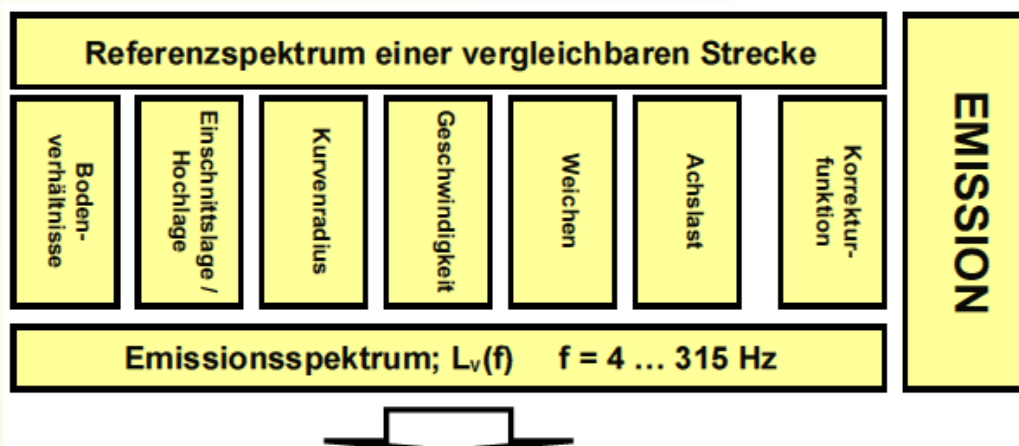 Referenzspektrum einer vergleichbaren Strecke
Boden-
verhältnisse
Einschnittslage /
Hochlage
Kurvenradius
Geschwindigkeit
Weichen
Achslast
Korrektur-
funktion
Emissionsspektrum; Lᵥ(f) f = 4 ... 315 Hz
EMISSION